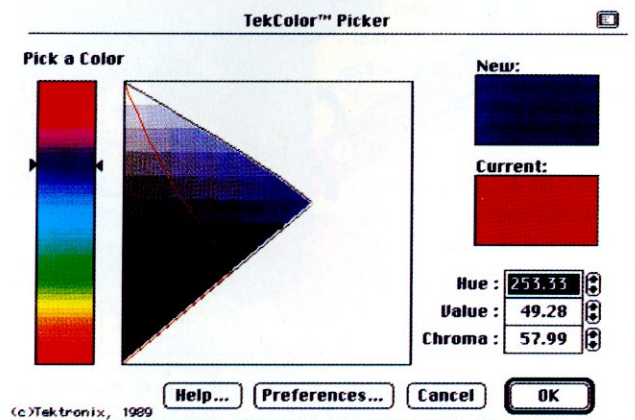 TekColor™ Picker
Pick a Color
New:
Current:
Hue : 253.33
Value : 49.28
Chroma : 57.99
Help... Preferences... Cancel OK
(c)Tektronix, 1989